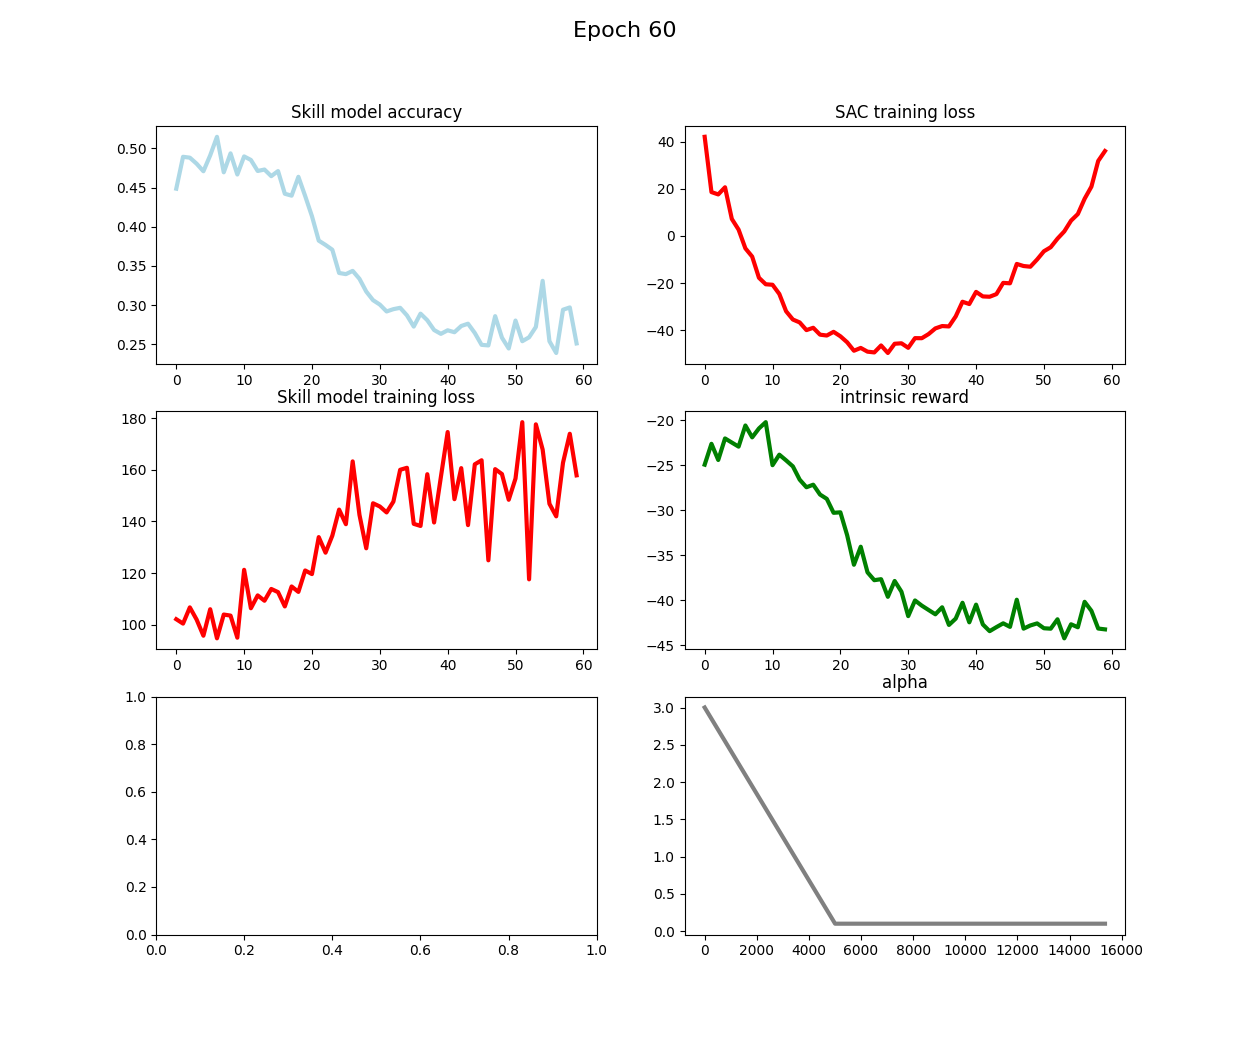 Epoch 60
Skill model accuracy
0.50
0.45
0.40
0.35
0.30
0.25
0 10 20 30 40 50 60
SAC training loss
40
20
0
−20
−40
0 10 20 30 40 50 60
Skill model training loss
180
160
140
120
100
0 10 20 30 40 50 60
intrinsic reward
−20
−25
−30
−35
−40
−45
0 10 20 30 40 50 60
1.0
0.8
0.6
0.4
0.2
0.0
0.0 0.2 0.4 0.6 0.8 1.0
alpha
3.0
2.5
2.0
1.5
1.0
0.5
0.0
0 2000 4000 6000 8000 10000 12000 14000 16000